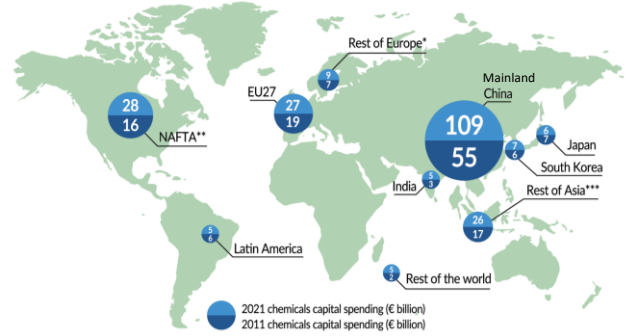 Rest of Europe*
9
7
Mainland
China
EU27
28
16
27
19
109
55
NAFTA**
6
7
Japan
7
6
South Korea
India
5
3
Rest of Asia***
26
17
5
6
Latin America
5
2
Rest of the world
2021 chemicals capital spending (€ billion)
2011 chemicals capital spending (€ billion)